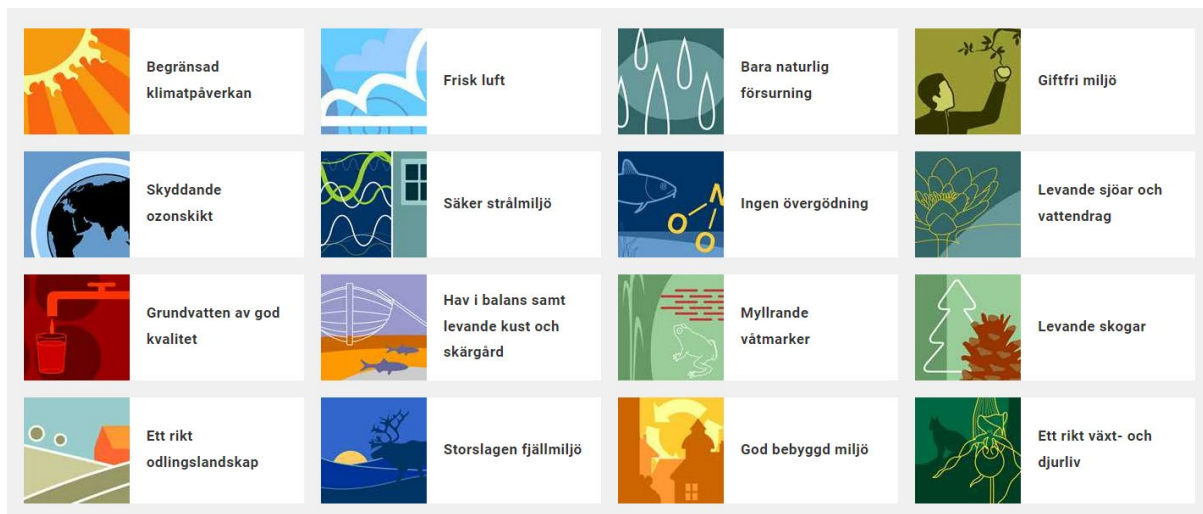 Begränsad
klimatpåverkan
Frisk luft
Bara naturlig
försurning
Giftfri miljö
Skyddande
ozonskikt
Säker strålmiljö
Ingen övergödning
N
O
O
Levande sjöar och
vattendrag
Grundvatten av god
kvalitet
Hav i balans samt
levande kust och
skärgård
Myllrande
våtmarker
Levande skogar
Ett rikt
odlingslandskap
Storslagen fjällmiljö
God bebyggd miljö
Ett rikt växt- och
djurliv